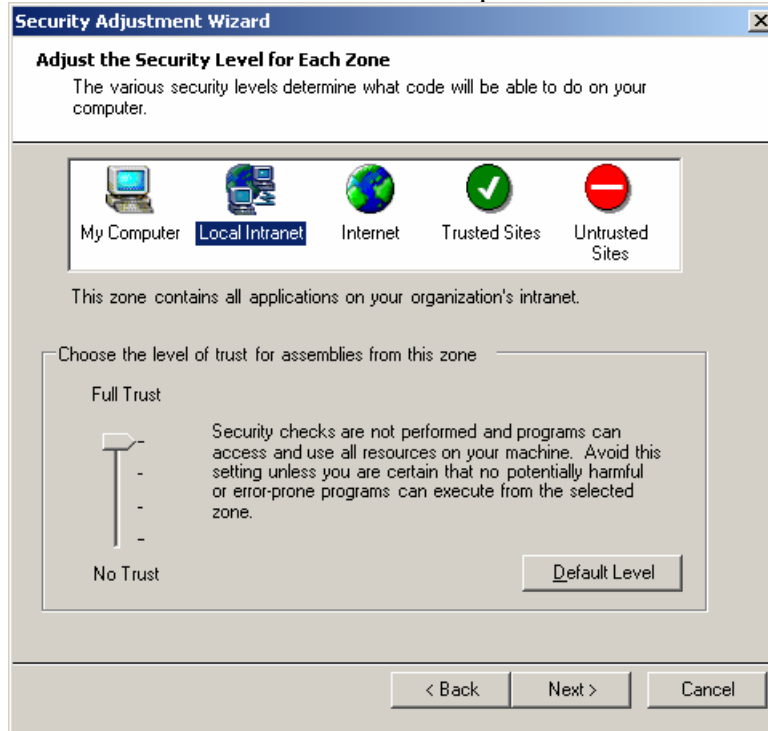 Security Adjustment Wizard
Adjust the Security Level for Each Zone
The various security levels determine what code will be able to do on your
computer.
My Computer Local Intranet Internet Trusted Sites Untrusted
Sites
This zone contains all applications on your organization's intranet.
Choose the level of trust for assemblies from this zone
Full Trust
Security checks are not performed and programs can
access and use all resources on your machine. Avoid this
setting unless you are certain that no potentially harmful
or error-prone programs can execute from the selected
zone.
No Trust
Default Level
< Back Next > Cancel